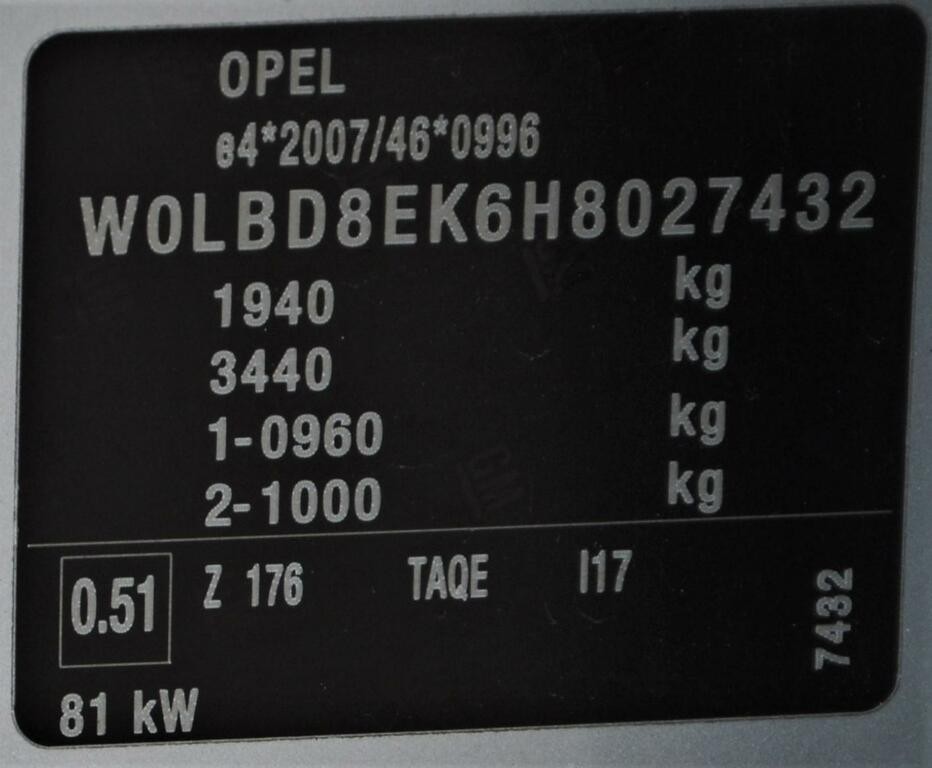 OPEL
e4*2007/46*0996
W0LBD8EK6H8027432
1940 kg
3440 kg
1-0960 kg
2-1000 kg
0.51 Z 176 TAQE I17
7432
81 kW